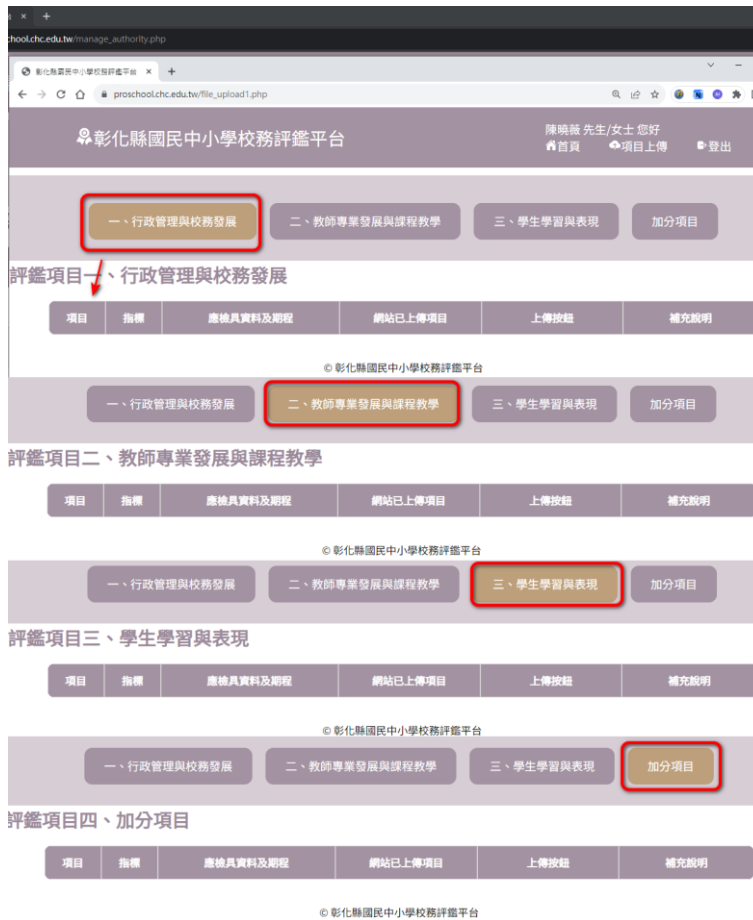 × +
school.chc.edu.tw/manage_authority.php
彰化縣國民中小學校務評鑑平台 × +
proschool.chc.edu.tw/file_upload1.php
彰化縣國民中小學校務評鑑平台
陳曉薇 先生/女士 您好
首頁 項目上傳 登出
一、行政管理與校務發展 二、教師專業發展與課程教學 三、學生學習與表現 加分項目
評鑑項目一、行政管理與校務發展
項目 指標 應檢具資料及期程 網站已上傳項目 上傳按鈕 補充說明
© 彰化縣國民中小學校務評鑑平台
一、行政管理與校務發展 二、教師專業發展與課程教學 三、學生學習與表現 加分項目
評鑑項目二、教師專業發展與課程教學
項目 指標 應檢具資料及期程 網站已上傳項目 上傳按鈕 補充說明
© 彰化縣國民中小學校務評鑑平台
一、行政管理與校務發展 二、教師專業發展與課程教學 三、學生學習與表現 加分項目
評鑑項目三、學生學習與表現
項目 指標 應檢具資料及期程 網站已上傳項目 上傳按鈕 補充說明
© 彰化縣國民中小學校務評鑑平台
一、行政管理與校務發展 二、教師專業發展與課程教學 三、學生學習與表現 加分項目
評鑑項目四、加分項目
項目 指標 應檢具資料及期程 網站已上傳項目 上傳按鈕 補充說明
© 彰化縣國民中小學校務評鑑平台